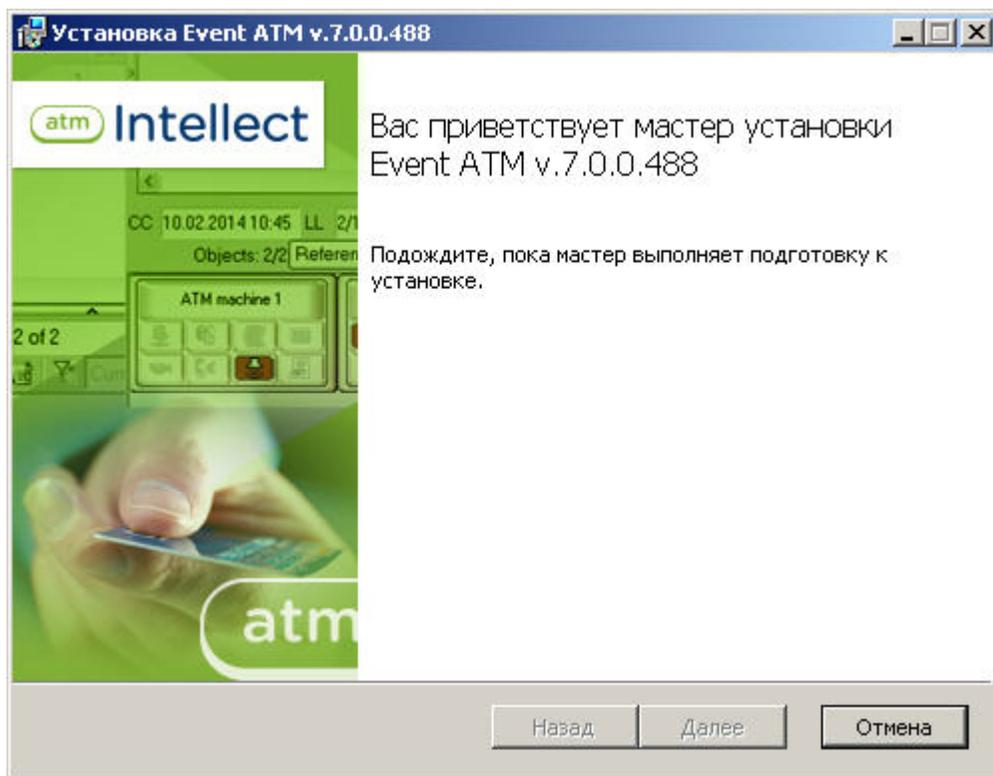 Установка Event ATM v.7.0.0.488
atm Intellect
Вас приветствует мастер установки
Event ATM v.7.0.0.488
CC 10.02.2014 10:45 LL 2/1
Objects: 2/2 Referen
Подождите, пока мастер выполняет подготовку к
установке.
ATM machine 1
2 of 2
Curr
atm
Назад
Далее
Отмена